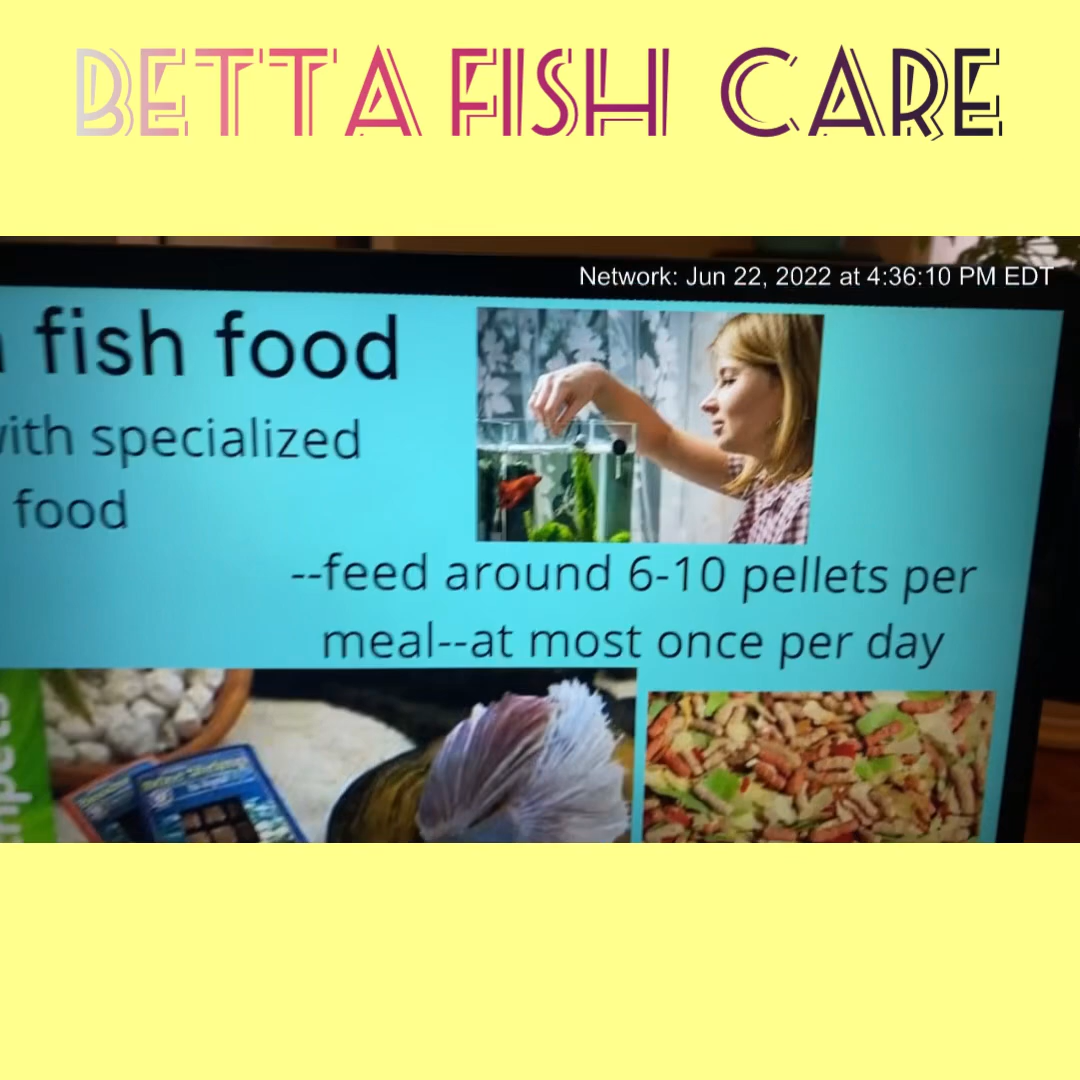 BETTA FISH CARE
Network: Jun 22, 2022 at 4:36:10 PM EDT
fish food
with specialized
food
--feed around 6-10 pellets per
meal--at most once per day